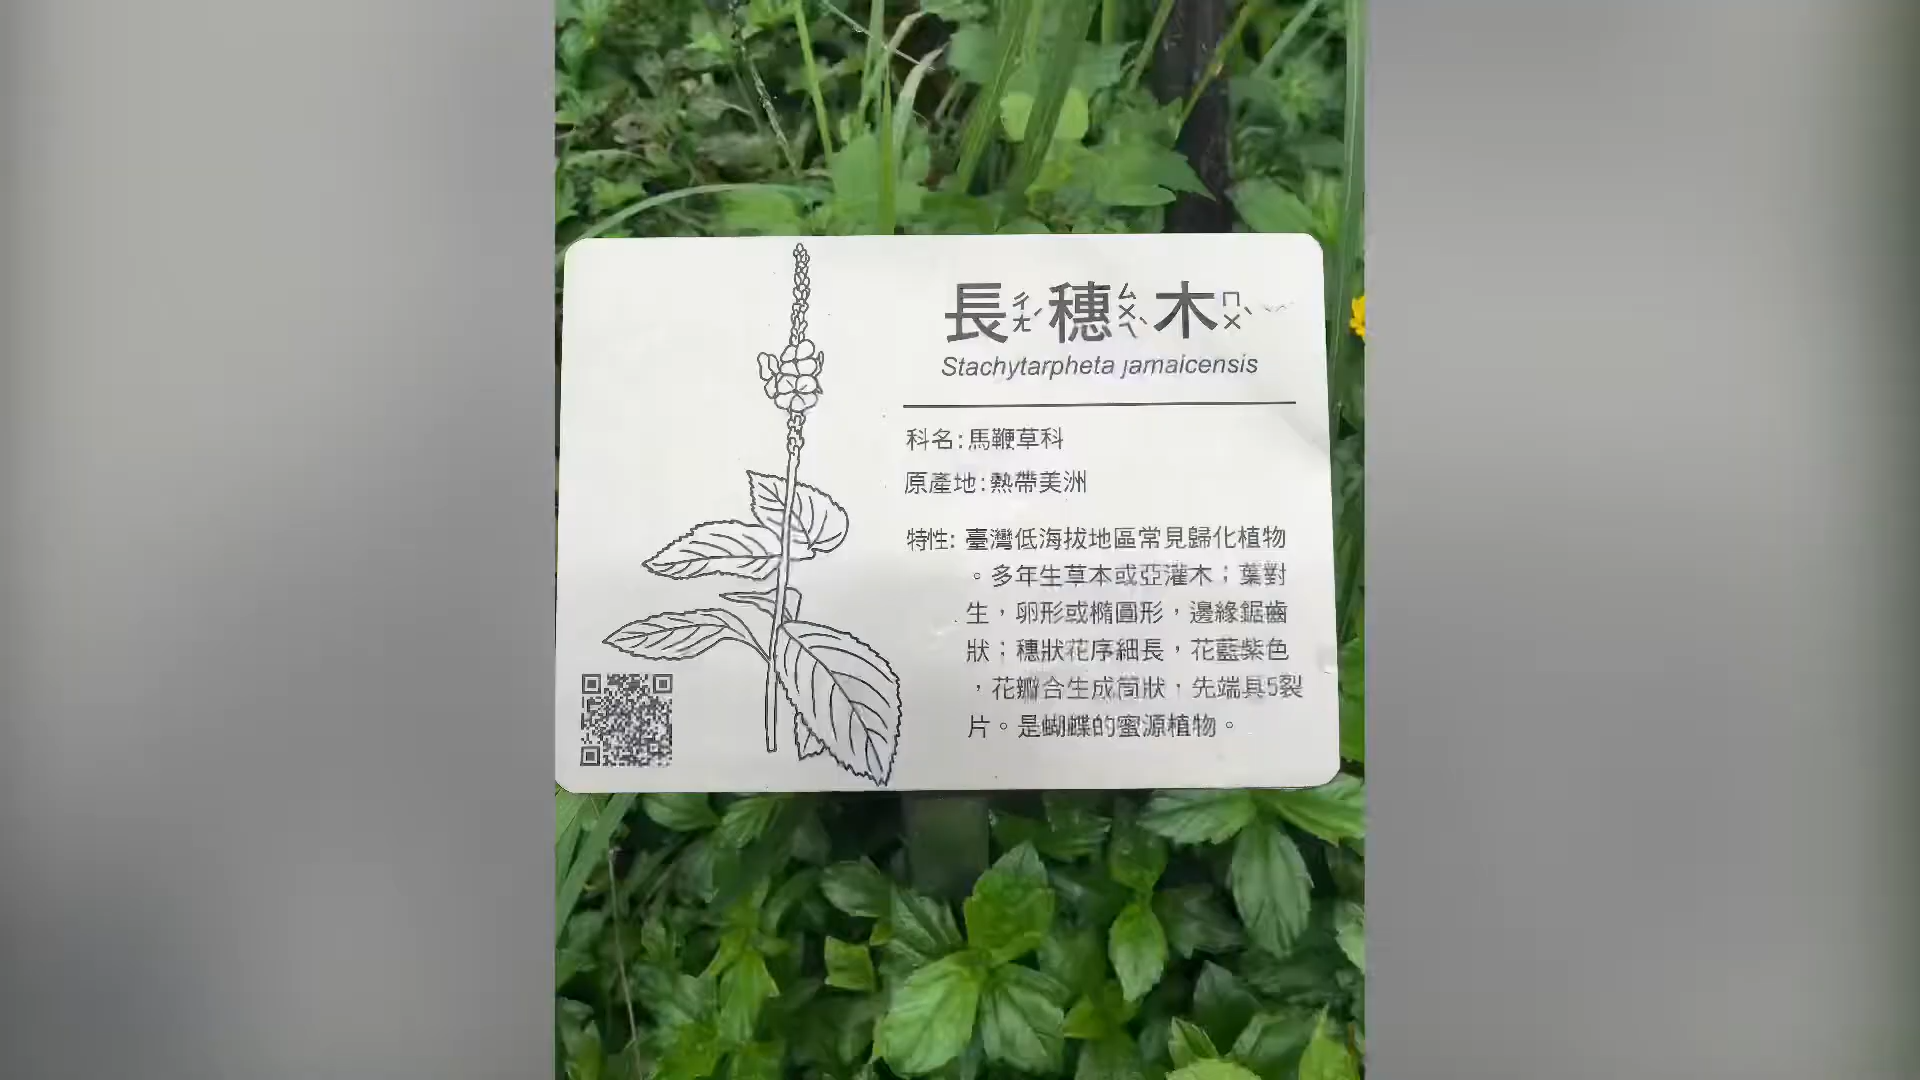 長ㄔㄤˊ穗ㄙㄨㄟˋ木ㄇㄨˋ
Stachytarpheta jamaicensis
科名:馬鞭草科
原產地:熱帶美洲
特性: 臺灣低海拔地區常見歸化植物
。多年生草本或亞灌木；葉對
生，卵形或橢圓形，邊緣鋸齒
狀；穗狀花序細長，花藍紫色
，花瓣合生成筒狀，先端具5裂
片。是蝴蝶的蜜源植物。